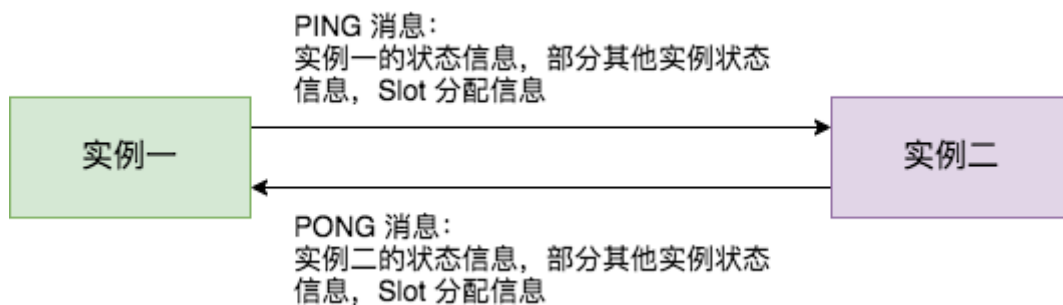 PING 消息：
实例一的状态信息，部分其他实例状态
信息，Slot 分配信息
实例一
实例二
PONG 消息：
实例二的状态信息，部分其他实例状态
信息，Slot 分配信息